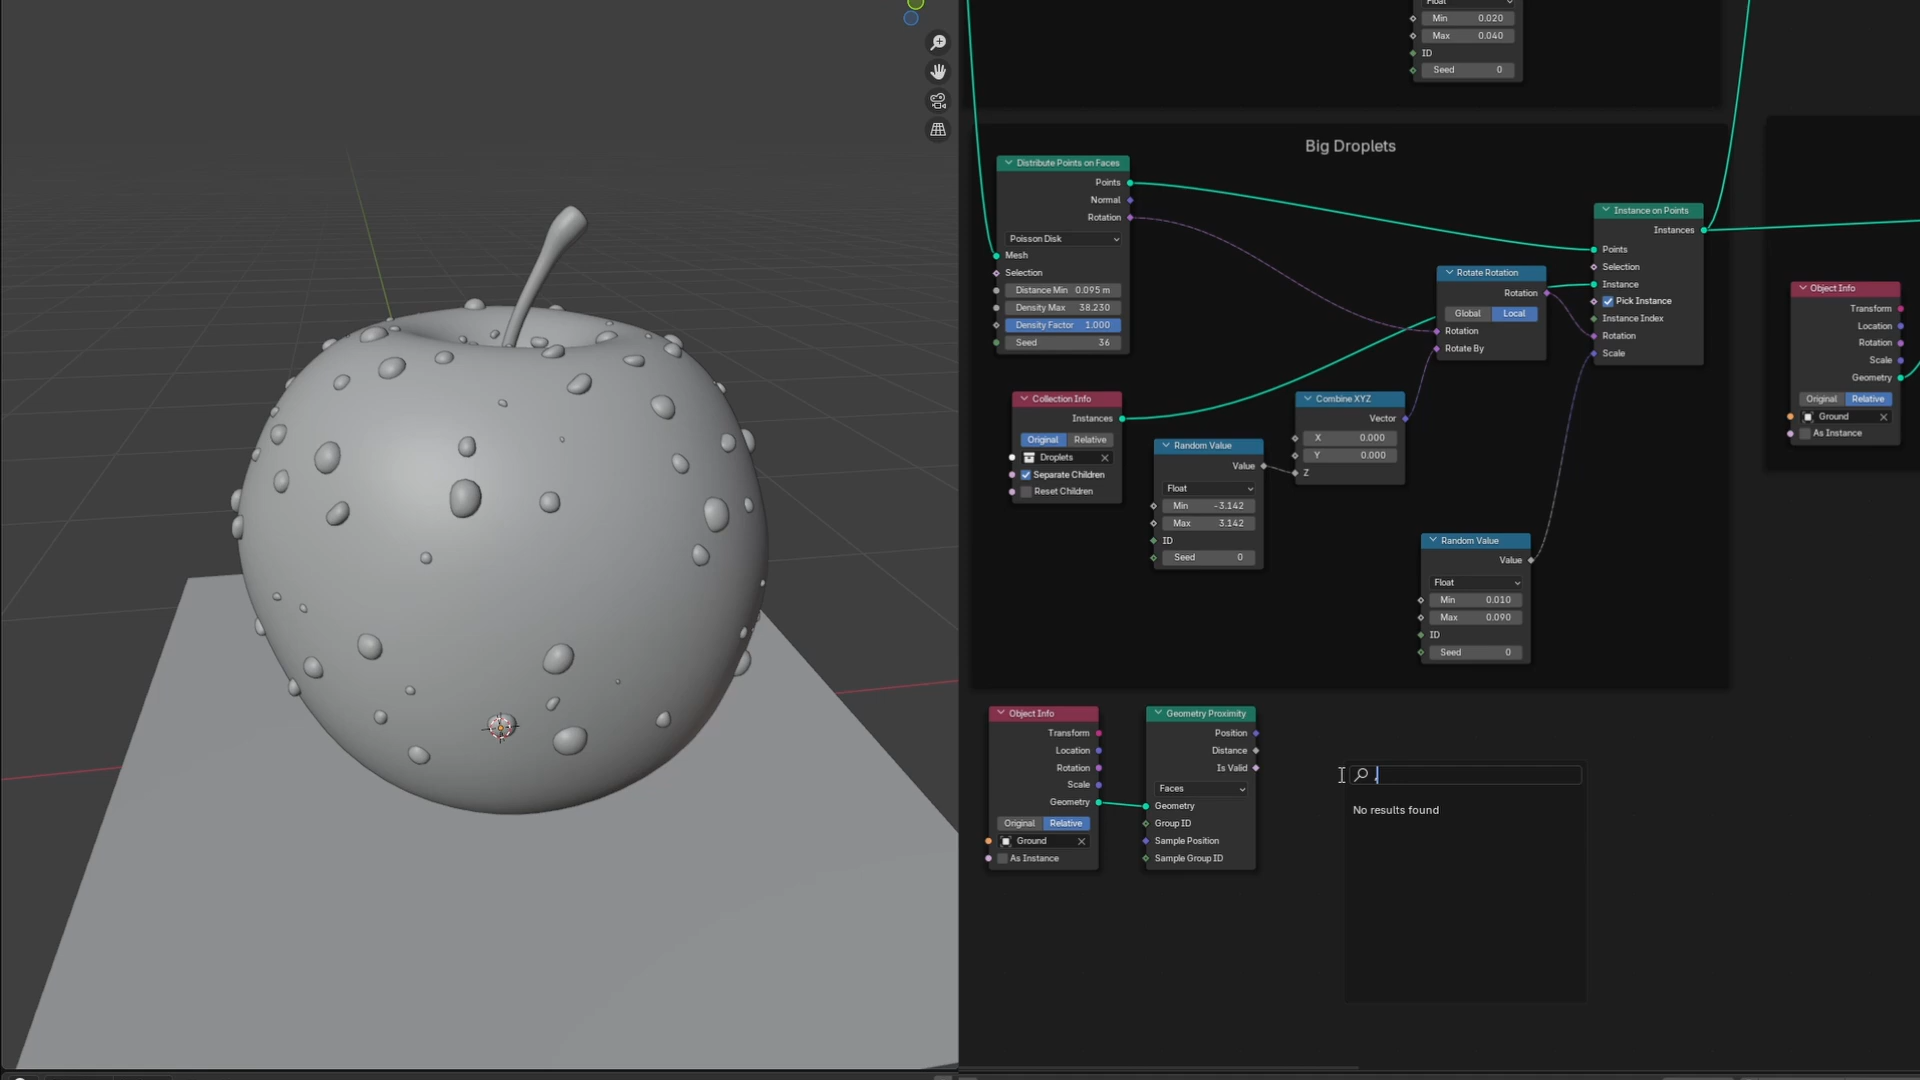 Float
Min 0.020
Max 0.040
ID
Seed 0
Big Droplets
Distribute Points on Faces
Points
Normal
Rotation
Poisson Disk
Mesh
Selection
Distance Min 0.095 m
Density Max 38.230
Density Factor 1.000
Seed 36
Instance on Points
Instances
Points
Selection
Instance
Pick Instance
Instance Index
Rotation
Scale
Rotate Rotation
Rotation
Global Local
Rotation
Rotate By
Object Info
Transform
Location
Rotation
Scale
Geometry
Original Relative
Ground
As Instance
Collection Info
Instances
Original Relative
Droplets
Separate Children
Reset Children
Random Value
Value
Float
Min -3.142
Max 3.142
ID
Seed 0
Combine XYZ
Vector
X 0.000
Y 0.000
Z
Random Value
Value
Float
Min 0.010
Max 0.090
ID
Seed 0
Object Info
Transform
Location
Rotation
Scale
Geometry
Original Relative
Ground
As Instance
Geometry Proximity
Position
Distance
Is Valid
Faces
Geometry
Group ID
Sample Position
Sample Group ID
No results found